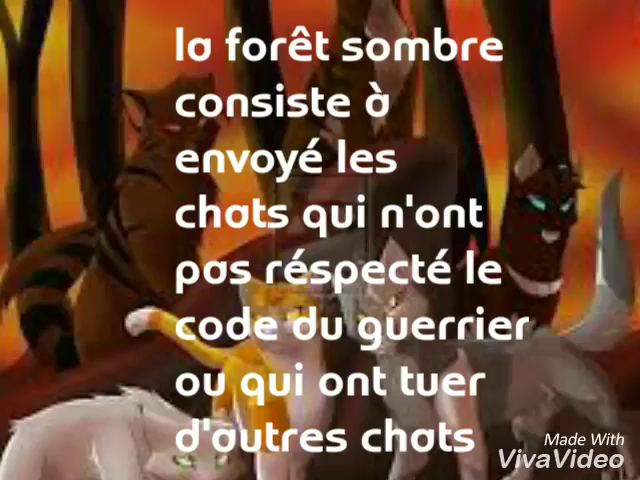 la forêt sombre
consiste à
envoyé les
chats qui n'ont
pas réspecté le
code du guerrier
ou qui ont tuer
d'autres chats
Made With
VivaVideo